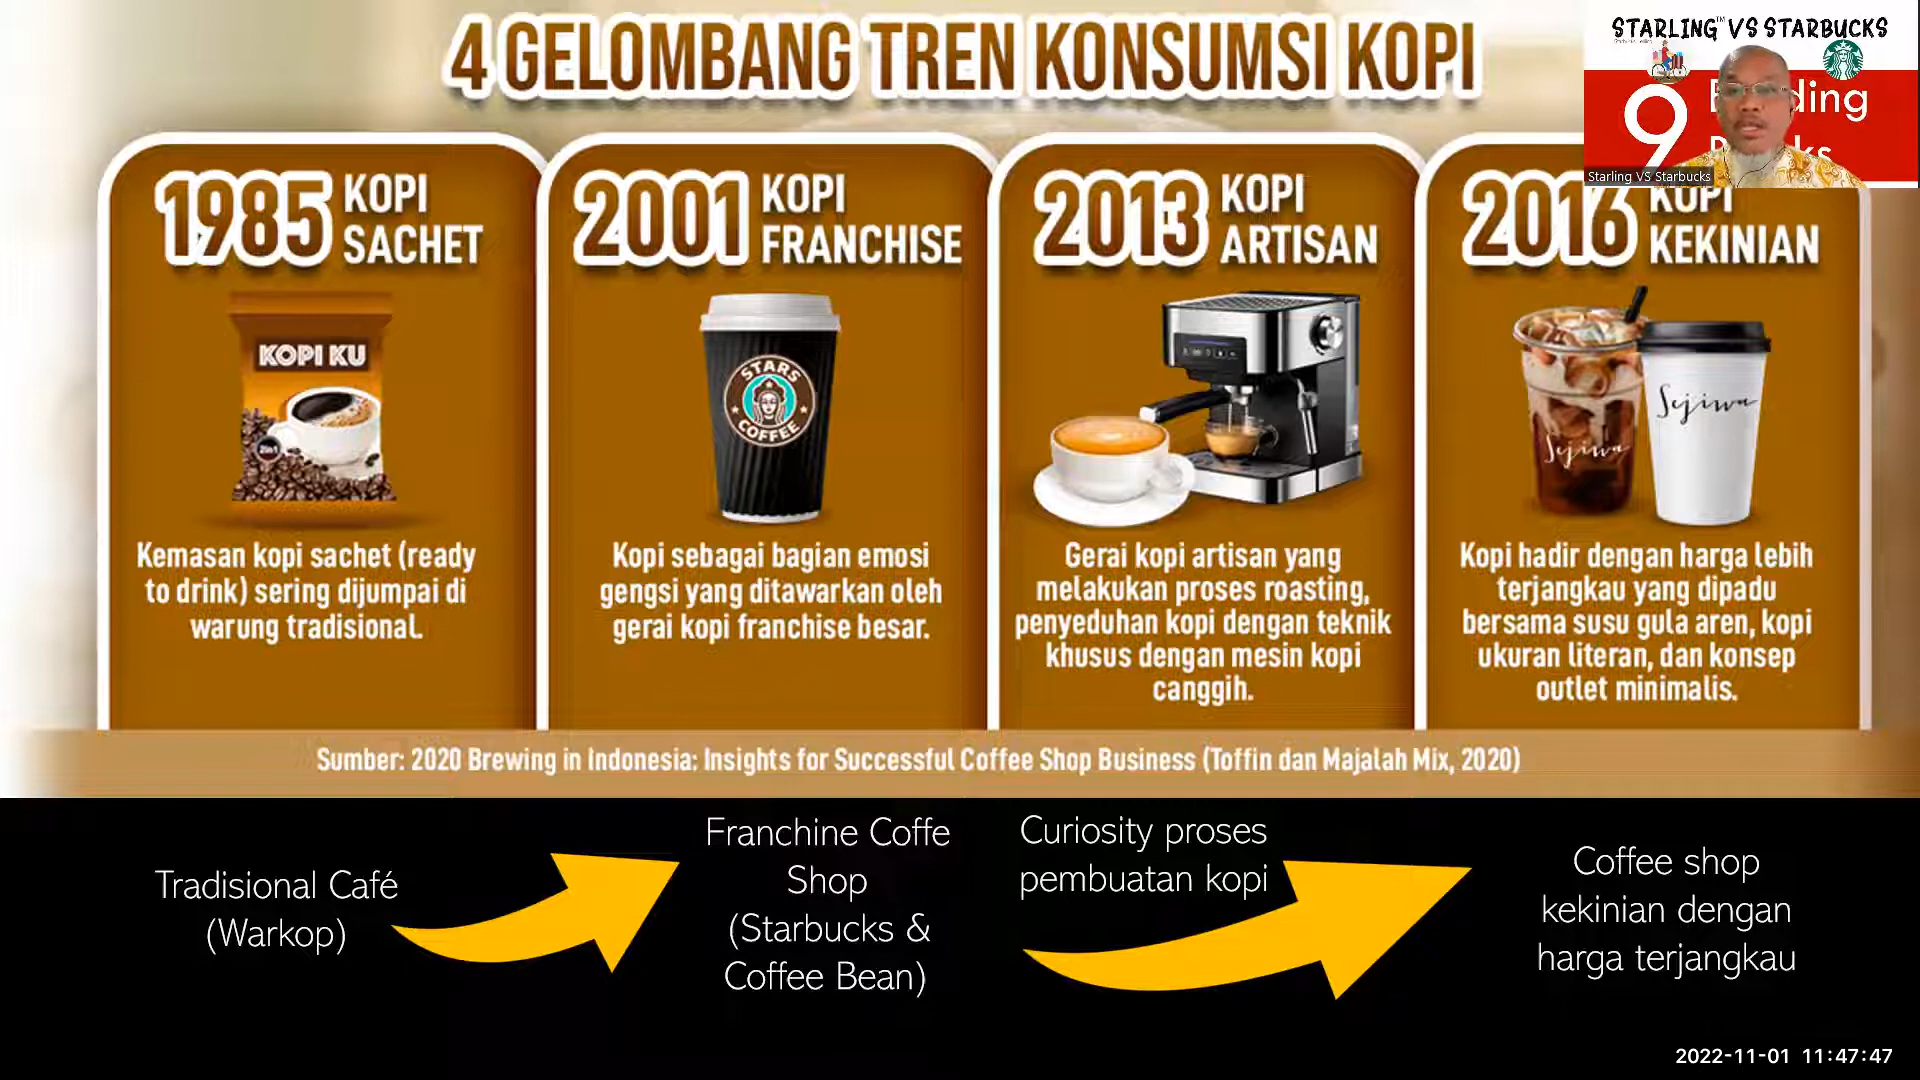 4 GELOMBANG TREN KONSUMSI KOPI
STARLING™ VS STARBUCKS
9
Starling VS Starbucks
1985 KOPI
SACHET
KOPI KU
2in1
Kemasan kopi sachet (ready
to drink) sering dijumpai di
warung tradisional.
2001 KOPI
FRANCHISE
STARS
COFFEE
Kopi sebagai bagian emosi
gengsi yang ditawarkan oleh
gerai kopi franchise besar.
2013 KOPI
ARTISAN
Gerai kopi artisan yang
melakukan proses roasting,
penyeduhan kopi dengan teknik
khusus dengan mesin kopi
canggih.
2016 KOPI
KEKINIAN
Sejiwa
Sejiwa
Kopi hadir dengan harga lebih
terjangkau yang dipadu
bersama susu gula aren, kopi
ukuran literan, dan konsep
outlet minimalis.
Sumber: 2020 Brewing in Indonesia: Insights for Successful Coffee Shop Business (Toffin dan Majalah Mix, 2020)
Tradisional Café
(Warkop)
Franchine Coffe
Shop
(Starbucks &
Coffee Bean)
Curiosity proses
pembuatan kopi
Coffee shop
kekinian dengan
harga terjangkau
2022-11-01 11:47:47